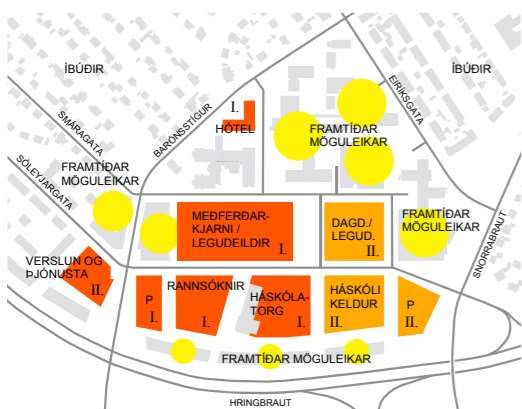 ÍBÚÐIR
ÍBÚÐIR
EIRIKSGATA
SMÁRAGATA
BARÓNSSTÍGUR
I.
HÓTEL
FRAMTÍÐAR
MÖGULEIKAR
SÓLEYJARGATA
FRAMTÍÐAR
MÖGULEIKAR
MEÐFERÐAR-
KJARNI /
LEGUDEILDIR
I.
DAGD./
LEGUD.
II.
FRAMTÍÐAR
MÖGULEIKAR
SNORRABRAUT
VERSLUN OG
ÞJÓNUSTA
II.
P
I.
RANNSÓKNIR
I.
HÁSKÓLA-
TORG
I.
HÁSKÓLI
KELDUR
II.
P
II.
FRAMTÍÐAR MÖGULEIKAR
HRINGBRAUT